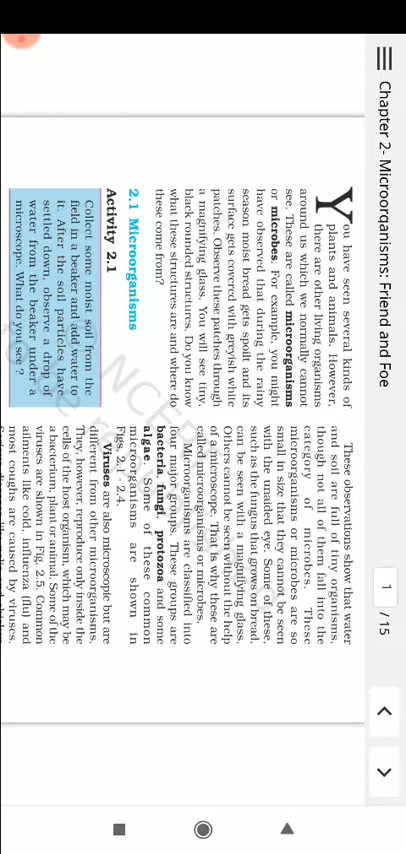 Chapter 2- Microorganisms: Friend and Foe
1 / 15
You have seen several kinds of
plants and animals. However,
there are other living organisms
around us which we normally cannot
see. These are called microorganisms
or microbes. For example, you might
have observed that during the rainy
season moist bread gets spoilt and its
surface gets covered with greyish white
patches. Observe these patches through
a magnifying glass. You will see tiny,
black rounded structures. Do you know
what these structures are and where do
these come from?
2.1 Microorganisms
Activity 2.1
Collect some moist soil from the
field in a beaker and add water to
it. After the soil particles have
settled down, observe a drop of
water from the beaker under a
microscope. What do you see ?
These observations show that water
and soil are full of tiny organisms,
though not all of them fall into the
category of microbes. These
microorganisms or microbes are so
small in size that they cannot be seen
with the unaided eye. Some of these,
such as the fungus that grows on bread,
can be seen with a magnifying glass.
Others cannot be seen without the help
of a microscope. That is why these are
called microorganisms or microbes.
Microorganisms are classified into
four major groups. These groups are
bacteria, fungi, protozoa and some
algae. Some of these common
microorganisms are shown in
Figs. 2.1 2.4.
Viruses are also microscopic but are
different from other microorganisms.
They, however, reproduce only inside the
cells of the host organism, which may be
a bacterium, plant or animal. Some of the
viruses are shown in Fig. 2.5. Common
ailments like cold, influenza (flu) and
most coughs are caused by viruses.